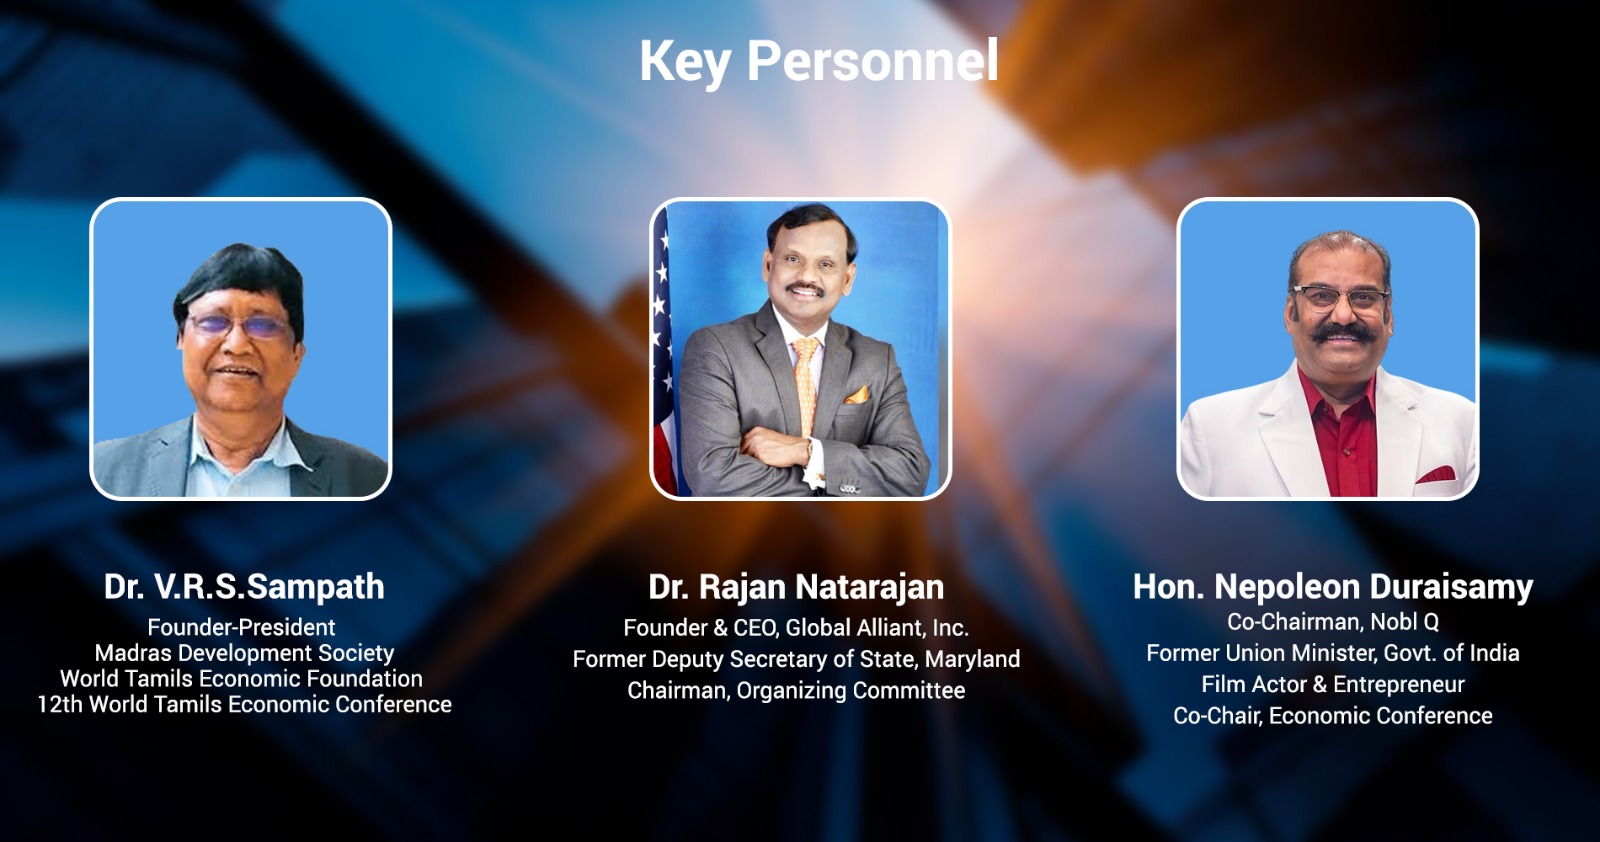 Key Personnel
Dr. V.R.S.Sampath
Founder-President
Madras Development Society
World Tamils Economic Foundation
12th World Tamils Economic Conference
Dr. Rajan Natarajan
Founder & CEO, Global Alliant, Inc.
Former Deputy Secretary of State, Maryland
Chairman, Organizing Committee
Hon. Nepoleon Duraisamy
Co-Chairman, Nobl Q
Former Union Minister, Govt. of India
Film Actor & Entrepreneur
Co-Chair, Economic Conference